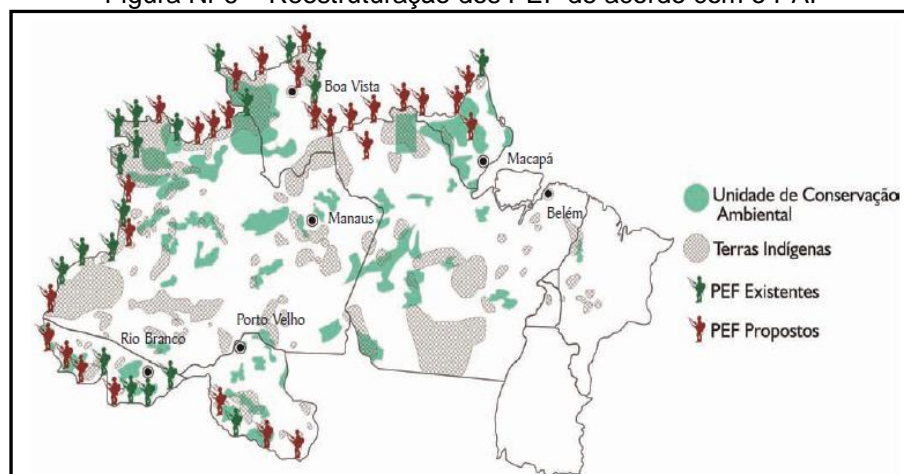 Boa Vista
Macapá
Belém
Manaus
Porto Velho
Rio Branco
Unidade de Conservação
Ambiental
Terras Indígenas
PEF Existentes
PEF Propostos